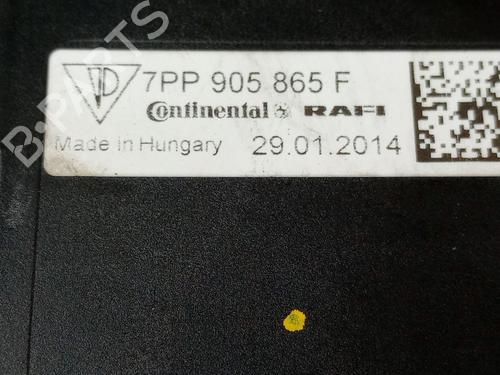 B-PARTS
7PP 905 865 F
Continental RAFI
Made in Hungary 29.01.2014